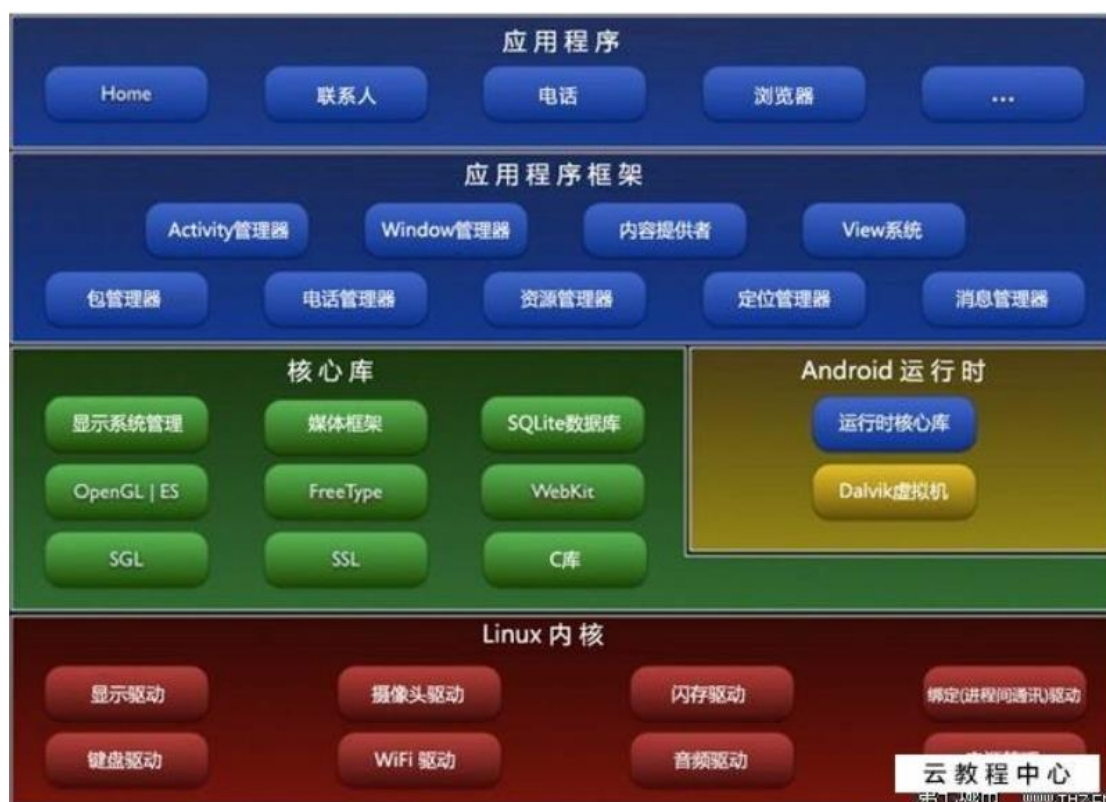 应用程序
Home 联系人 电话 浏览器 ...
应用程序框架
Activity管理器 Window管理器 内容提供者 View系统
包管理器 电话管理器 资源管理器 定位管理器 消息管理器
核心库 Android 运行时
显示系统管理 媒体框架 SQLite数据库 运行时核心库
OpenGL | ES FreeType WebKit Dalvik虚拟机
SGL SSL C库
Linux 内核
显示驱动 摄像头驱动 闪存驱动 绑定(进程间通讯)驱动
键盘驱动 WiFi 驱动 音频驱动
云教程中心